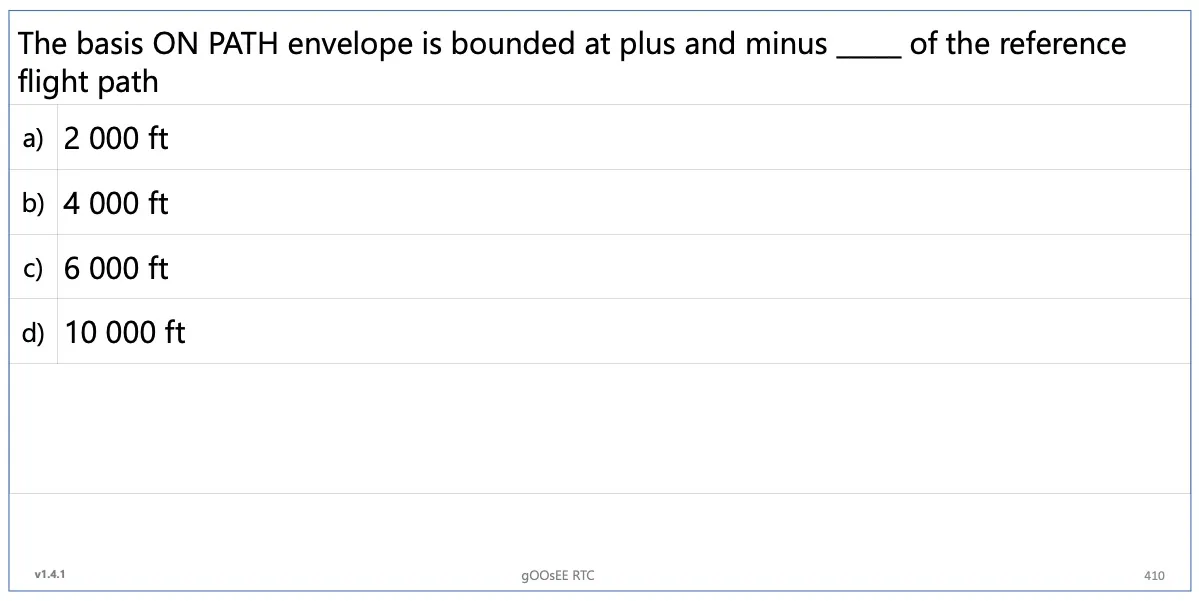 The basis ON PATH envelope is bounded at plus and minus _____ of the reference
flight path
a) 2 000 ft
b) 4 000 ft
c) 6 000 ft
d) 10 000 ft
v1.4.1 gOOsEE RTC 410